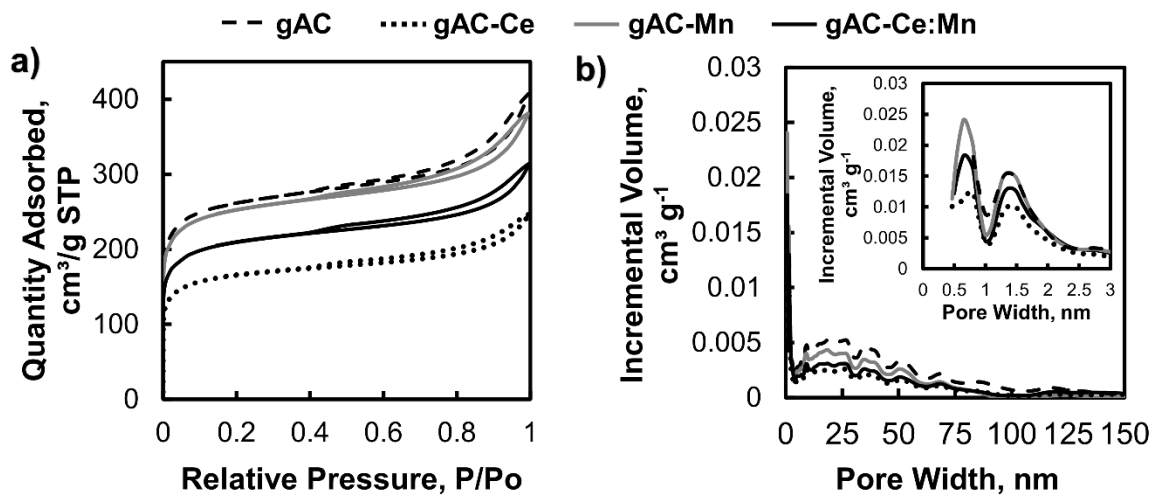 gAC gAC-Ce gAC-Mn gAC-Ce:Mn
a)
Quantity Adsorbed,
cm³/g STP
400
300
200
100
0
0 0.2 0.4 0.6 0.8 1
Relative Pressure, P/Po
b)
Incremental Volume,
cm³ g⁻¹
0.03
0.025
0.02
0.015
0.01
0.005
0
0 25 50 75 100 125 150
Pore Width, nm
Incremental Volume,
cm³ g⁻¹
0.03
0.025
0.02
0.015
0.01
0.005
0
0 0.5 1 1.5 2 2.5 3
Pore Width, nm